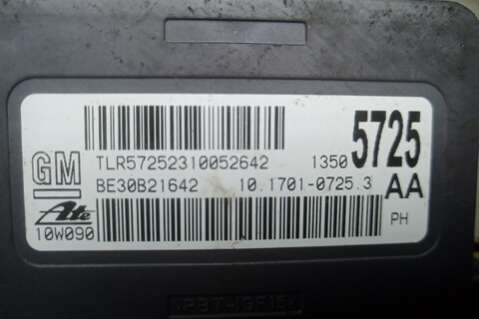 5725
TLR57252310052642 1350
GM
BE30B21642 10.1701-0725.3 AA
Ate
10W090 PH